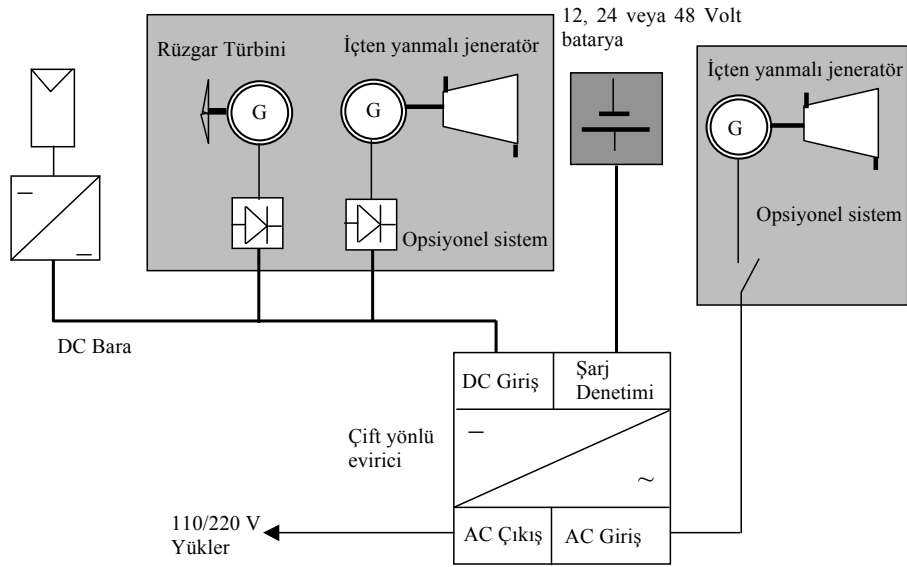 12, 24 veya 48 Volt
batarya
Rüzgar Türbini
İçten yanmalı jeneratör
İçten yanmalı jeneratör
G
G
G
Opsiyonel sistem
Opsiyonel sistem
DC Bara
DC Giriş
Şarj
Denetimi
Çift yönlü
evirici
~
110/220 V
Yükler
AC Çıkış
AC Giriş